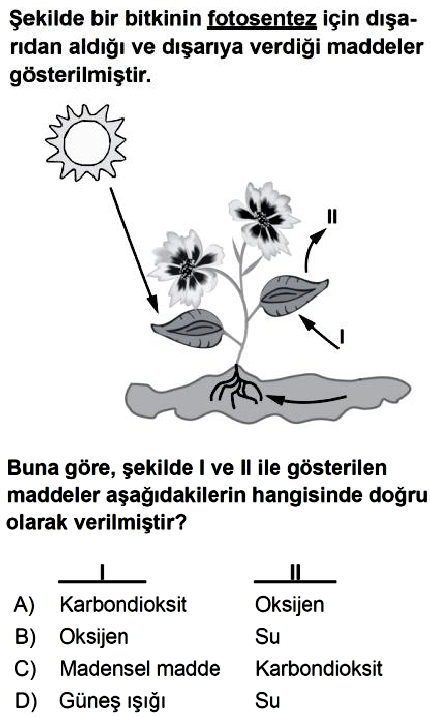 Şekilde bir bitkinin fotosentez için dışa-
rıdan aldığı ve dışarıya verdiği maddeler
gösterilmiştir.
II
I
Buna göre, şekilde I ve II ile gösterilen
maddeler aşağıdakilerin hangisinde doğru
olarak verilmiştir?
I II
A) Karbondioksit Oksijen
B) Oksijen Su
C) Madensel madde Karbondioksit
D) Güneş ışığı Su